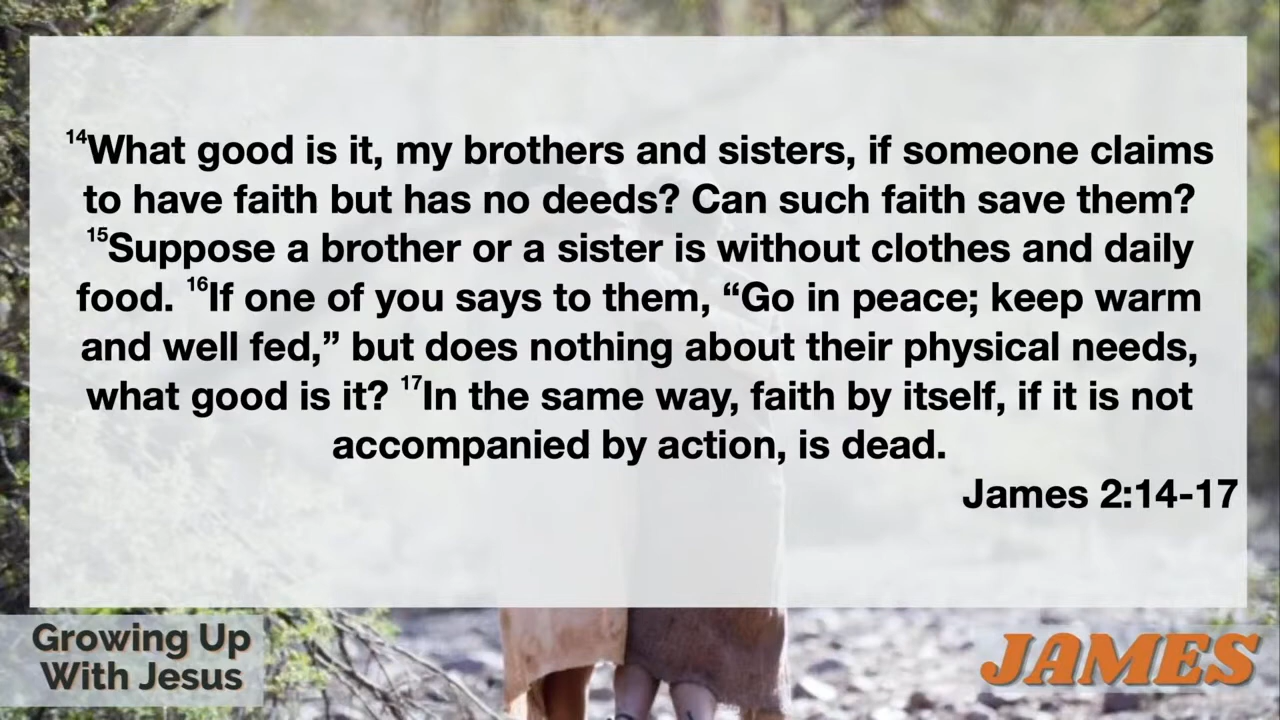 ¹⁴What good is it, my brothers and sisters, if someone claims
to have faith but has no deeds? Can such faith save them?
¹⁵Suppose a brother or a sister is without clothes and daily
food. ¹⁶If one of you says to them, “Go in peace; keep warm
and well fed,” but does nothing about their physical needs,
what good is it? ¹⁷In the same way, faith by itself, if it is not
accompanied by action, is dead.
James 2:14-17
Growing Up
With Jesus
JAMES